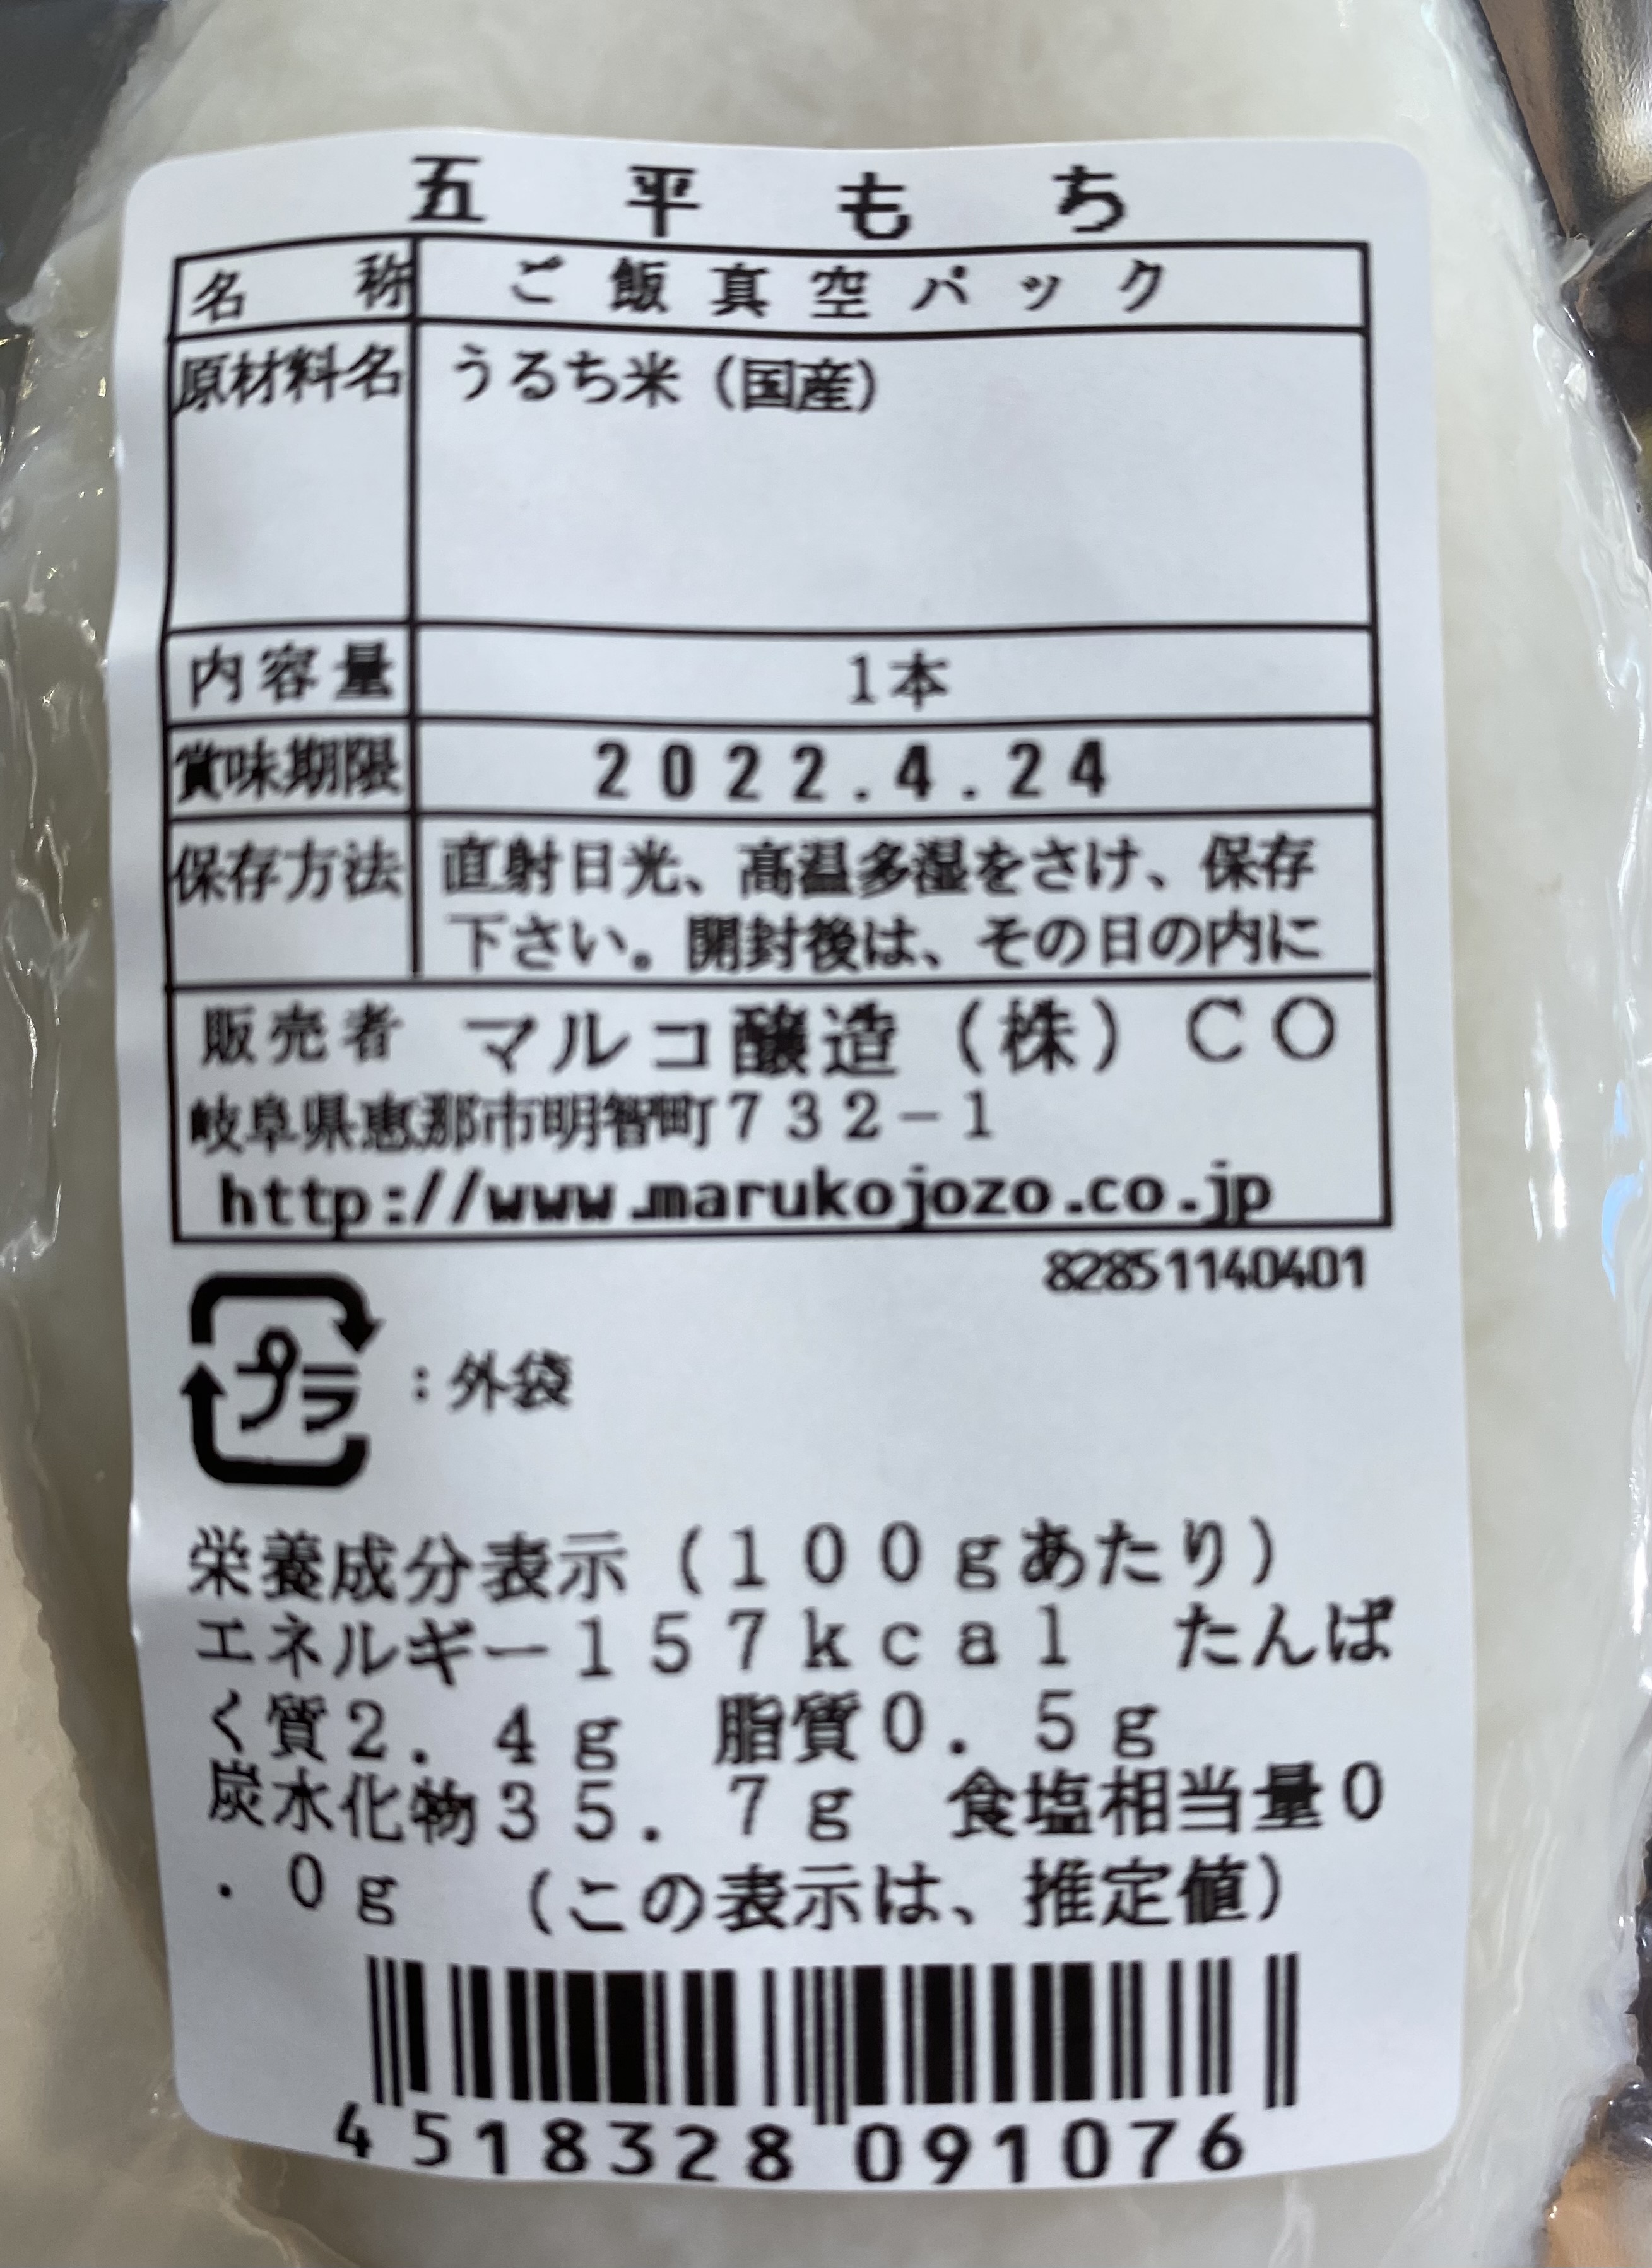 五平もち
名称 ご飯真空パック
原材料名 うるち米（国産）
内容量 1本
賞味期限 2022.4.24
保存方法 直射日光、高温多湿をさけ、保存
下さい。開封後は、その日の内に
販売者 マルコ醸造（株）CO
岐阜県恵那市明智町732－1
http://www.marukojozo.co.jp
82851140401
プラ：外袋
栄養成分表示（100gあたり）
エネルギー157kcal たんぱ
く質2.4g 脂質0.5g
炭水化物35.7g 食塩相当量0
.0g （この表示は、推定値）
4518328091076